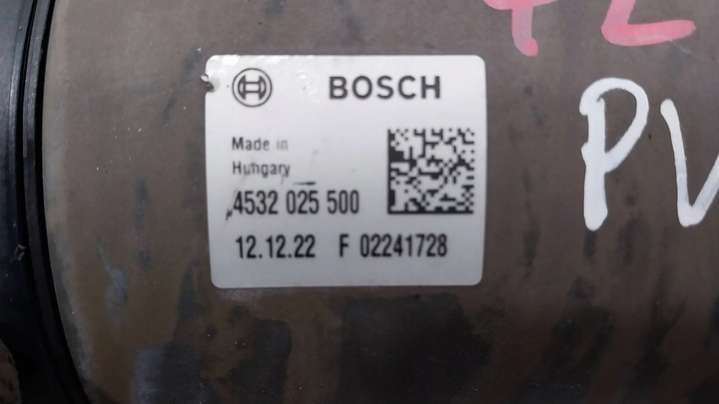 BOSCH
Made in
Hungary
4532 025 500
12.12.22 F 02241728
PV